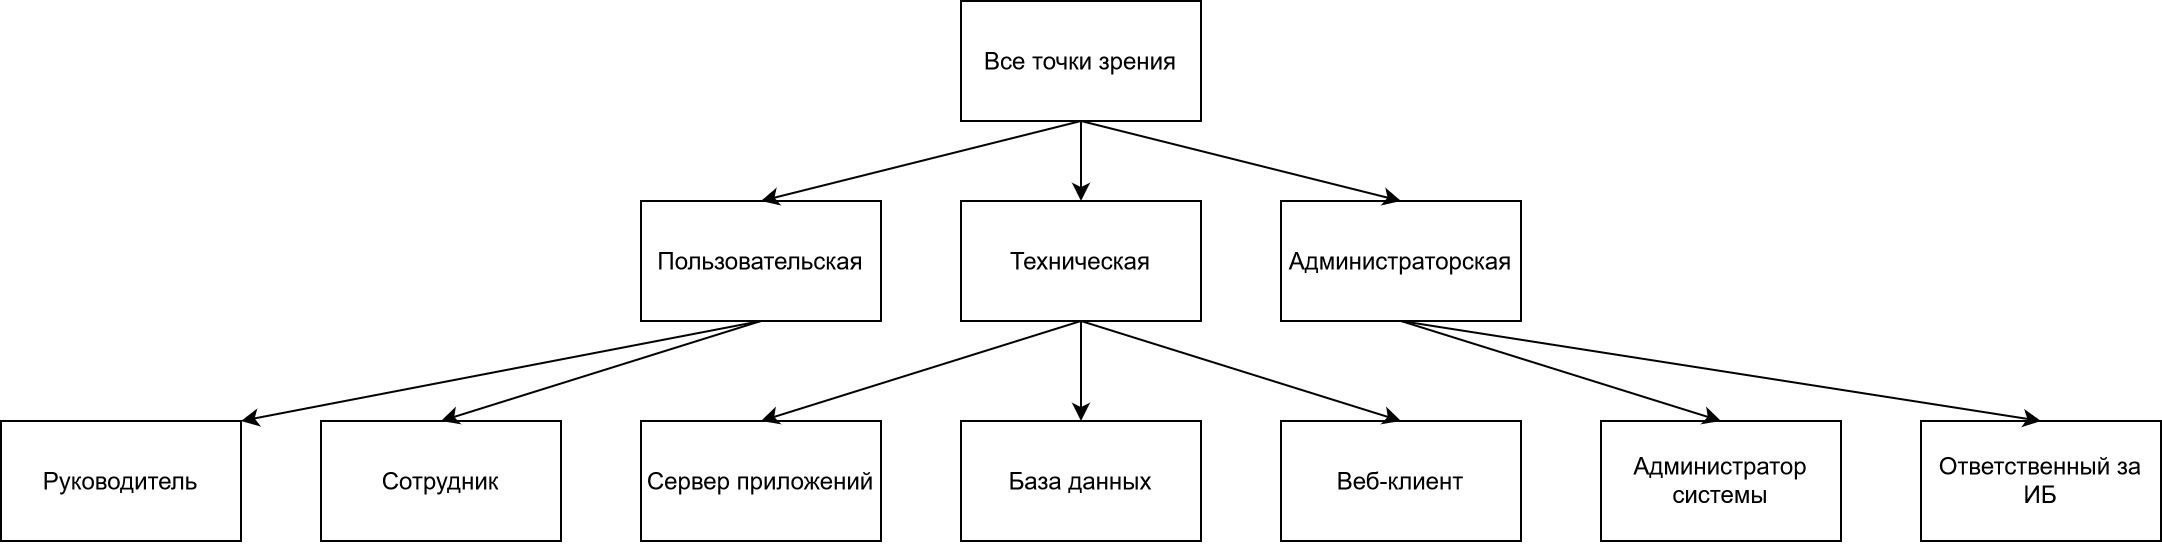 Все точки зрения
Пользовательская
Техническая
Администраторская
Руководитель
Сотрудник
Сервер приложений
База данных
Веб-клиент
Администратор
системы
Ответственный за
ИБ